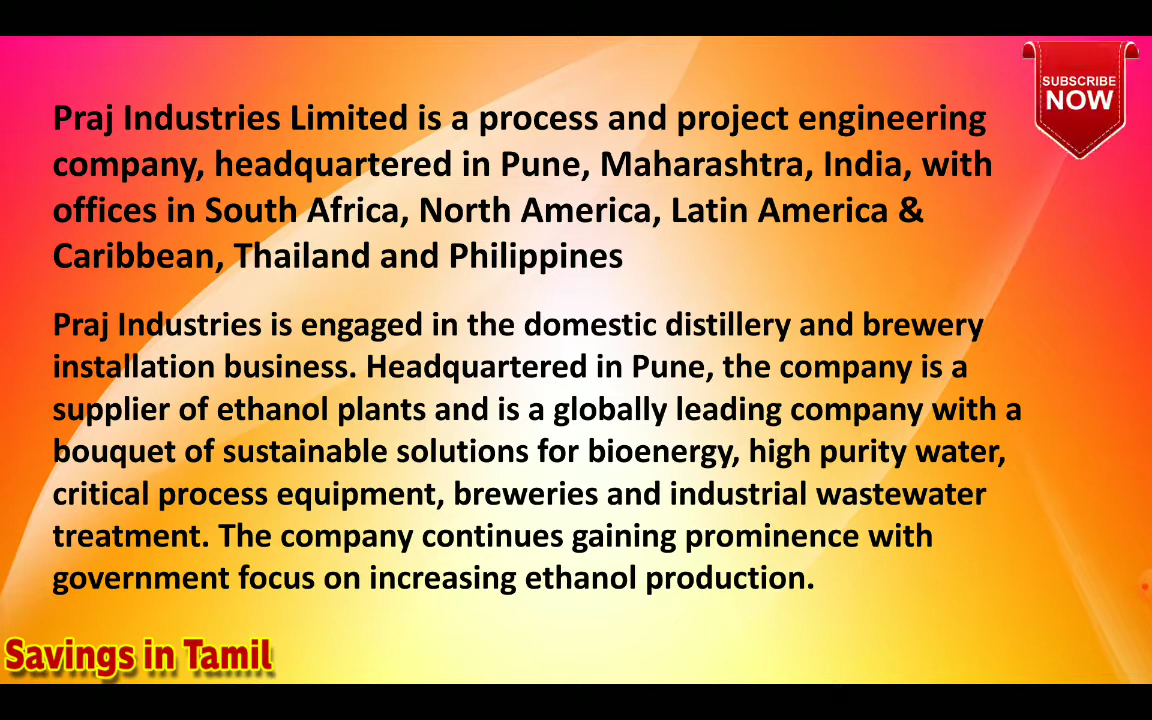 SUBSCRIBE
NOW
Praj Industries Limited is a process and project engineering
company, headquartered in Pune, Maharashtra, India, with
offices in South Africa, North America, Latin America &
Caribbean, Thailand and Philippines
Praj Industries is engaged in the domestic distillery and brewery
installation business. Headquartered in Pune, the company is a
supplier of ethanol plants and is a globally leading company with a
bouquet of sustainable solutions for bioenergy, high purity water,
critical process equipment, breweries and industrial wastewater
treatment. The company continues gaining prominence with
government focus on increasing ethanol production.
Savings in Tamil